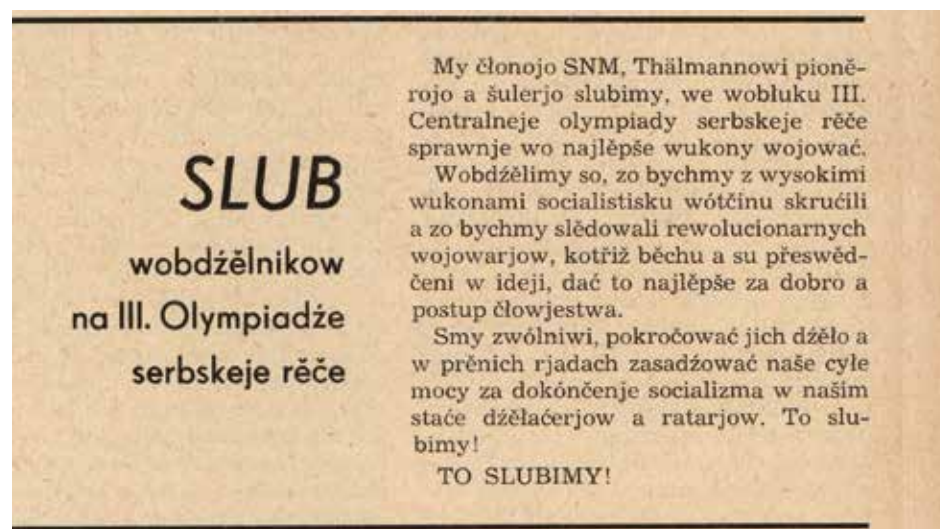 SLUB
wobdźělnikow
na III. Olympiadźe
serbskeje rěče
My člonojo SNM, Thälmannowi pioně-
rojo a šulerjo slubimy, we wobłuku III.
Centralneje olympiady serbskeje rěče
sprawnje wo najlěpše wukony wojować.
Wobdźělimy so, zo bychmy z wysokimi
wukonami socialistisku wótčinu skrućili
a zo bychmy slědowali rewolucionarnych
wojowarjow, kotřiž běchu a su přeswěd-
čeni w ideji, dać to najlěpše za dobro a
postup čłowjestwa.
Smy zwólniwi, pokročować jich dźěło a
w prěnich rjadach zasadźować naše cyłe
mocy za dokónčenje socializma w našim
staće dźěłaćerjow a ratarjow. To slu-
bimy!
TO SLUBIMY!